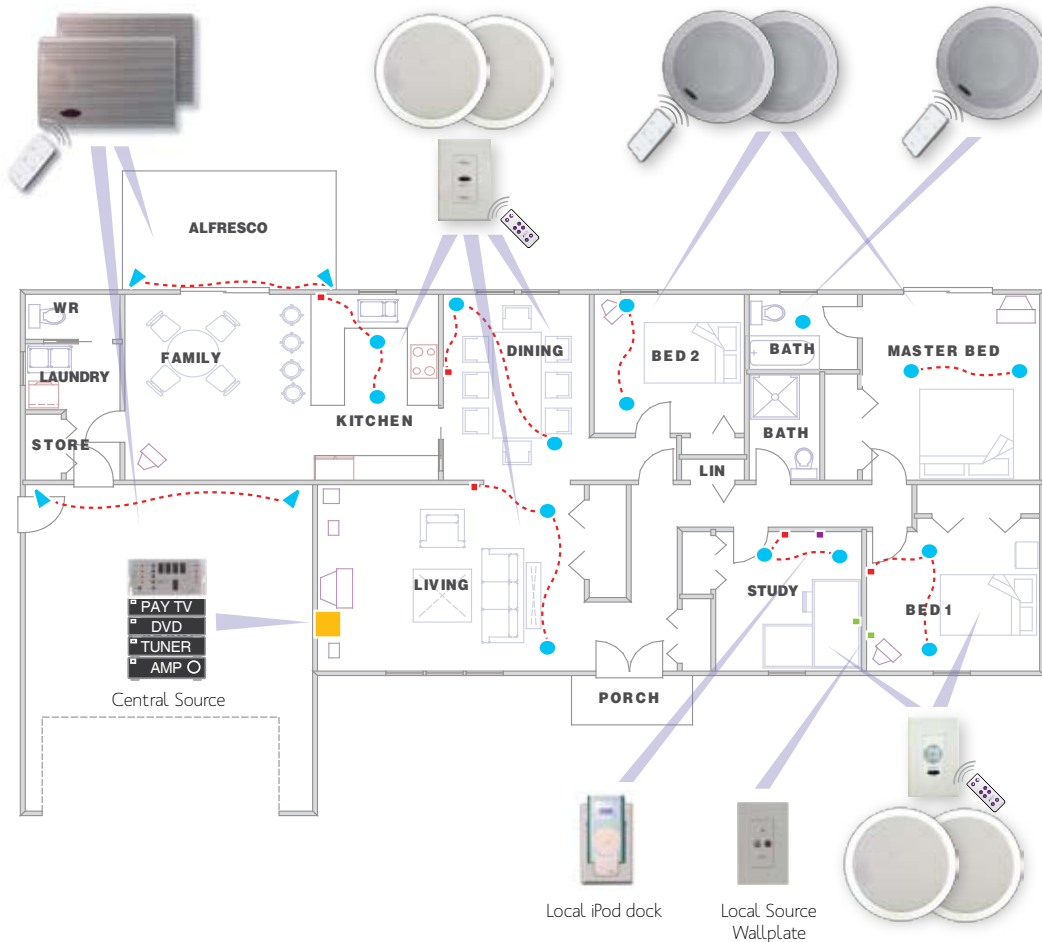 ALFRESCO
WR
FAMILY
LAUNDRY
STORE
KITCHEN
DINING
BED 2
BATH
MASTER BED
BATH
LIN
LIVING
STUDY
BED 1
PORCH
PAY TV
DVD
TUNER
AMP
Central Source
Local iPod dock
Local Source
Wallplate